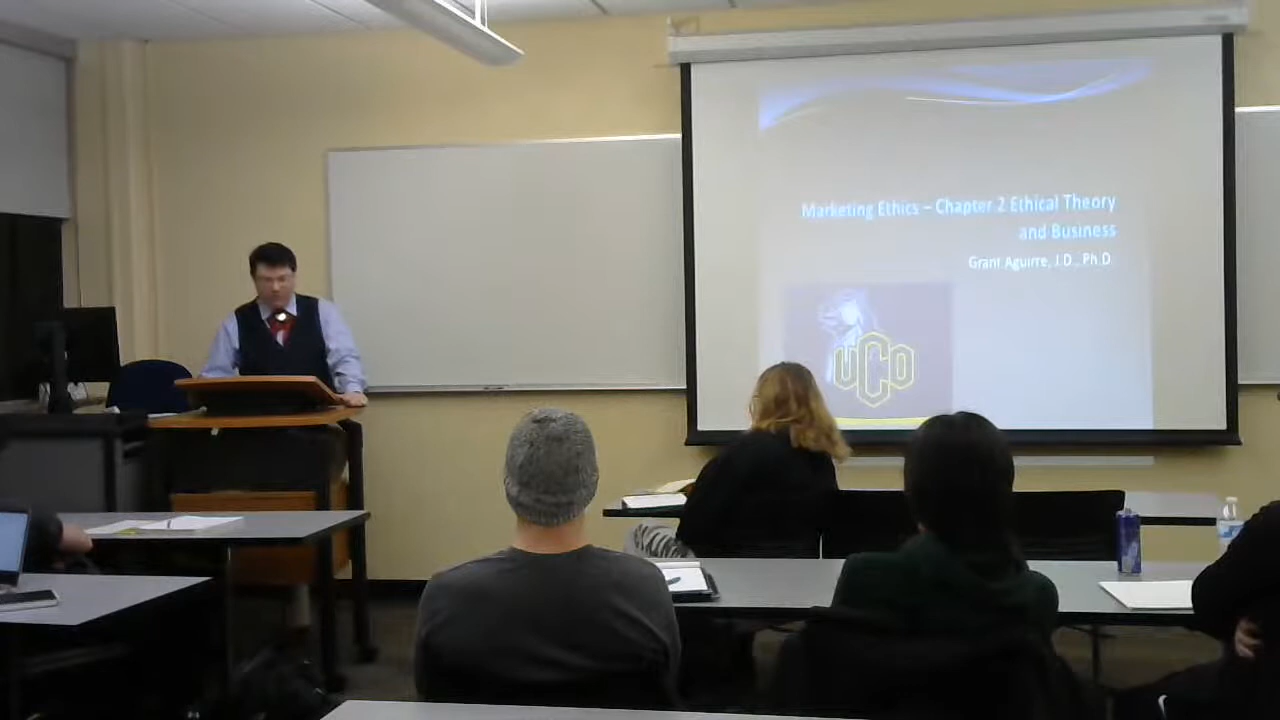 Marketing Ethics – Chapter 2 Ethical Theory
and Business
Grant Aguirre, J.D., Ph.D
UCO